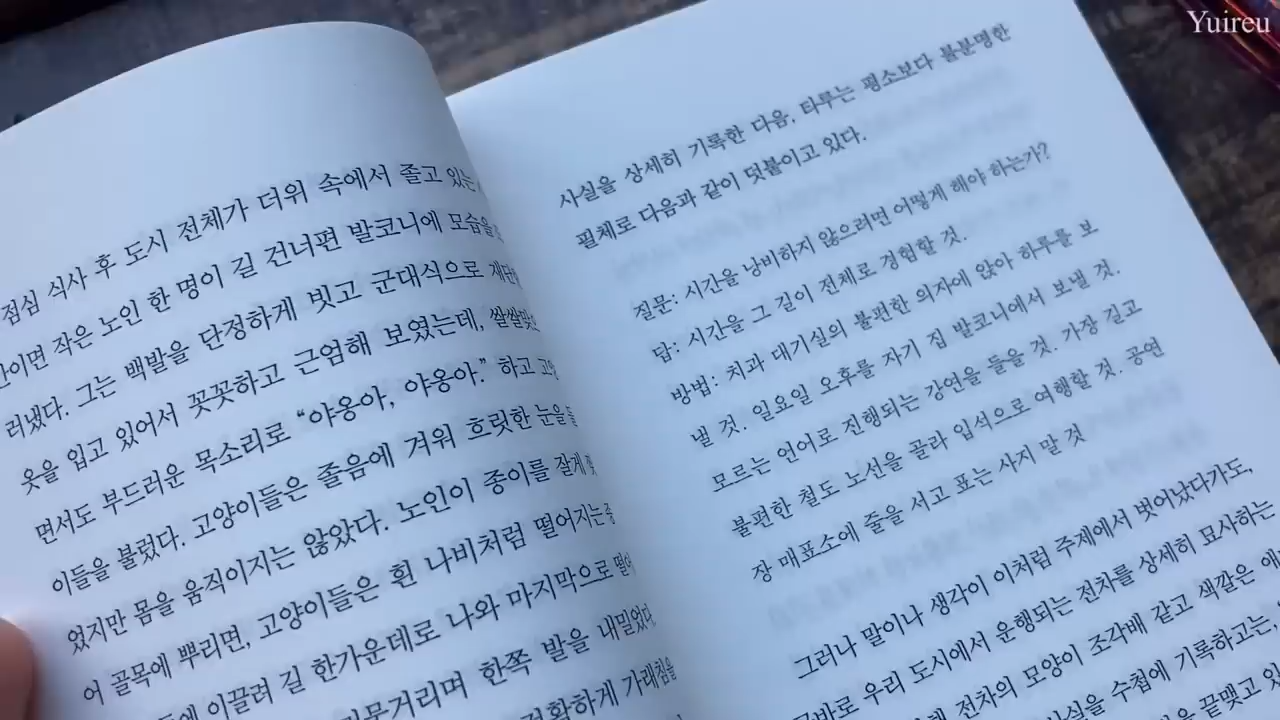 점심 식사 후 도시 전체가 더위 속에서 졸고 있는
작은 노인 한 명이 길 건너편 발코니에 모습을
러냈다. 그는 백발을 단정하게 빗고 군대식으로
옷을 입고 있어서 꼿꼿하고 근엄해 보였는데,
면서도 부드러운 목소리로 “야옹아, 야옹아.” 하고
이들을 불렀다. 고양이들은 졸음에 겨워 흐릿한 눈을
었지만 몸을 움직이지는 않았다. 노인이 종이를 잘게
어 골목에 뿌리면, 고양이들은 흰 나비처럼 떨어지는
이끌려 길 한가운데로 나와 마지막으로
한쪽 발을 내밀었다.
가래침을
사실을 상세히 기록한 다음, 타루는 평소보다 불분명한
필체로 다음과 같이 덧붙이고 있다.
질문: 시간을 낭비하지 않으려면 어떻게 해야 하는가?
답: 시간을 그 길이 전체로 경험할 것.
방법: 치과 대기실의 불편한 의자에 앉아 하루를 보
낼 것. 일요일 오후를 자기 집 발코니에서 보낼 것.
모르는 언어로 진행되는 강연을 들을 것. 가장 길고
불편한 철도 노선을 골라 입석으로 여행할 것. 공연
장 매표소에 줄을 서고 표는 사지 말 것
그러나 말이나 생각이 이처럼 주제에서 벗어났다가도,
우리 도시에서 운행되는 전차를 상세히 묘사하는
전차의 모양이 조각배 같고 색깔은
수첩에 기록하고는,
끝맺고
Yuireu